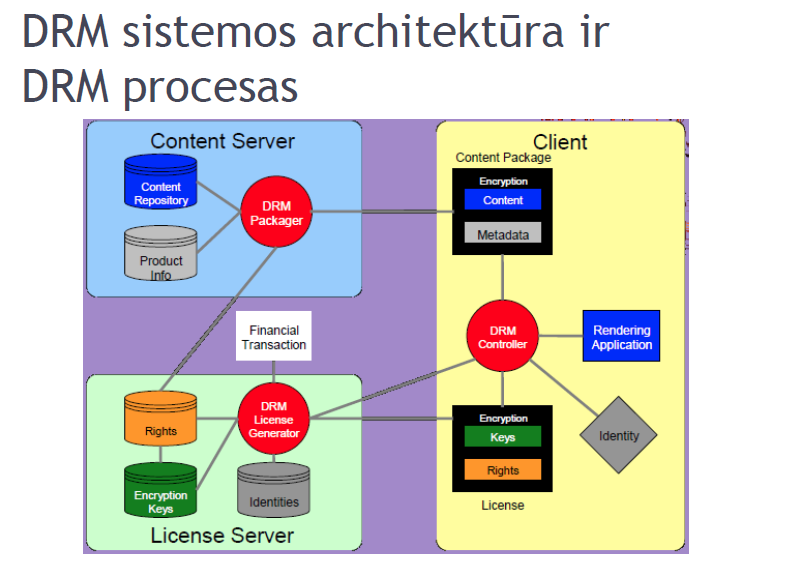 DRM sistemos architektūra ir
DRM procesas
Content Server
Content
Repository
Product
Info
DRM
Packager
Client
Content Package
Encryption
Content
Metadata
Financial
Transaction
DRM
Controller
Rendering
Application
Rights
DRM
License
Generator
Encryption
Keys
Identities
License Server
Encryption
Keys
Rights
License
Identity